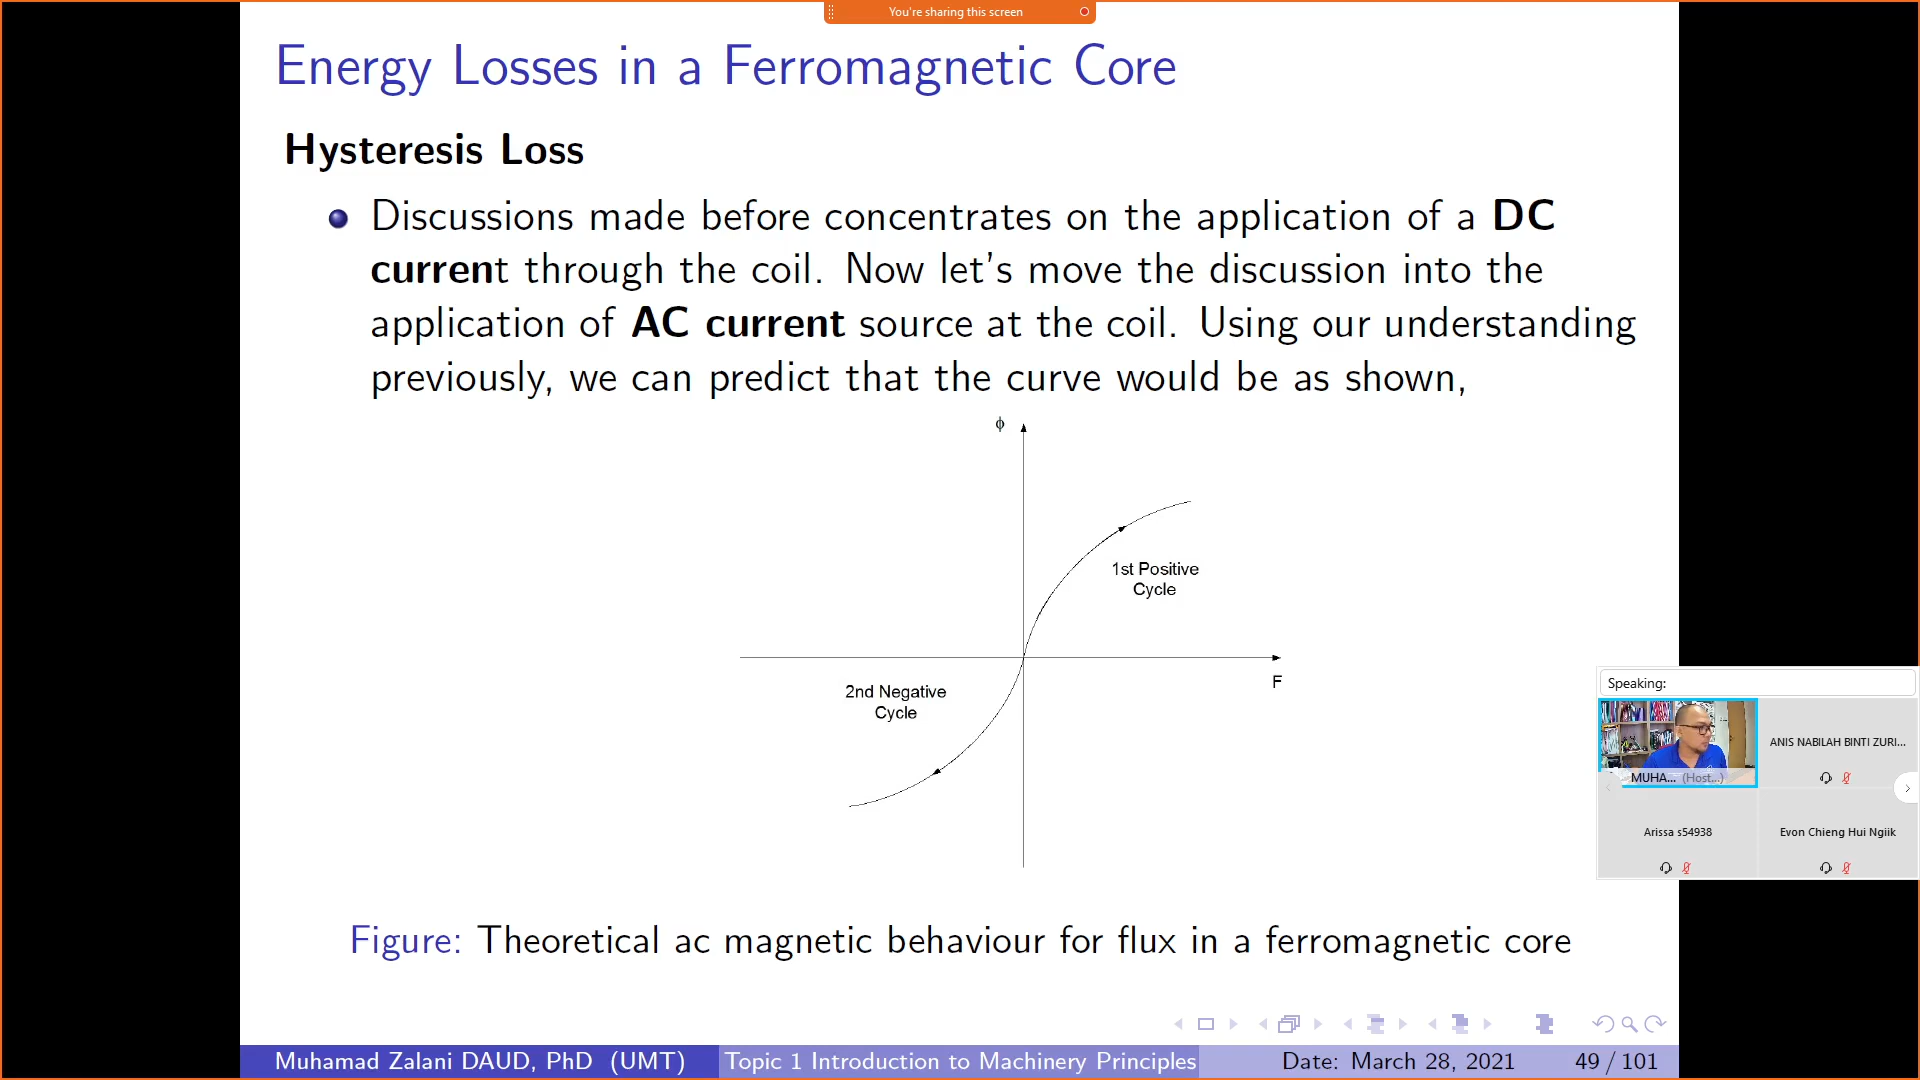 You're sharing this screen
Energy Losses in a Ferromagnetic Core
Hysteresis Loss
Discussions made before concentrates on the application of a DC
current through the coil. Now let's move the discussion into the
application of AC current source at the coil. Using our understanding
previously, we can predict that the curve would be as shown,
ϕ
1st Positive
Cycle
F
2nd Negative
Cycle
Speaking:
MUHA... (Host...)
ANIS NABILAH BINTI ZURI...
Arissa s54938
Evon Chieng Hui Ngiik
Figure: Theoretical ac magnetic behaviour for flux in a ferromagnetic core
Muhamad Zalani DAUD, PhD (UMT) Topic 1 Introduction to Machinery Principles Date: March 28, 2021 49 / 101